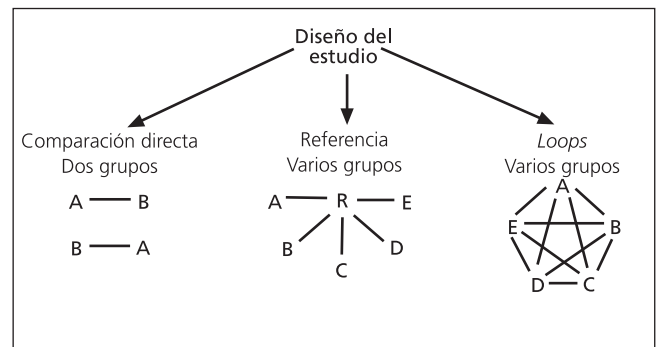 Diseño del
estudio
Comparación directa
Dos grupos
A B
B A
Referencia
Varios grupos
A R E
B D
C
Loops
Varios grupos
A
E B
D C